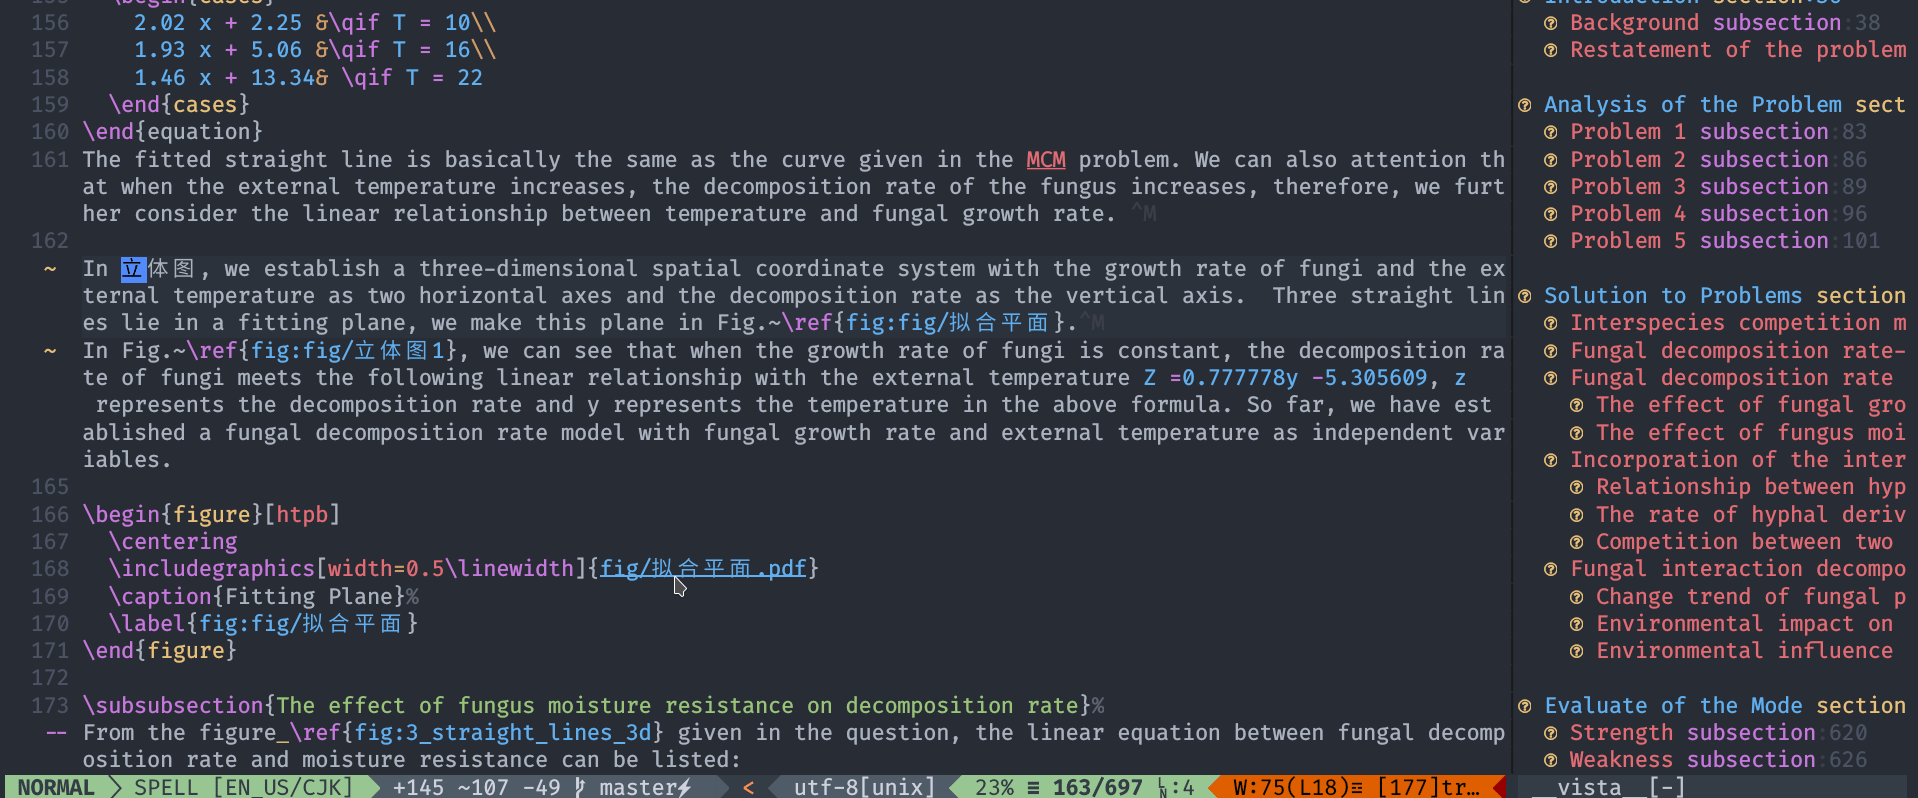 156     2.02 x + 2.25 &\qif T = 10\\
157     1.93 x + 5.06 &\qif T = 16\\
158     1.46 x + 13.34& \qif T = 22
159   \end{cases}
160 \end{equation}
161 The fitted straight line is basically the same as the curve given in the MCM problem. We can also attention th
at when the external temperature increases, the decomposition rate of the fungus increases, therefore, we furt
her consider the linear relationship between temperature and fungal growth rate. ^M
162
~ In 立体图, we establish a three-dimensional spatial coordinate system with the growth rate of fungi and the ex
ternal temperature as two horizontal axes and the decomposition rate as the vertical axis.  Three straight lin
es lie in a fitting plane, we make this plane in Fig.~\ref{fig:fig/拟合平面}.^M
~ In Fig.~\ref{fig:fig/立体图1}, we can see that when the growth rate of fungi is constant, the decomposition ra
te of fungi meets the following linear relationship with the external temperature Z =0.777778y -5.305609, z
represents the decomposition rate and y represents the temperature in the above formula. So far, we have est
ablished a fungal decomposition rate model with fungal growth rate and external temperature as independent var
iables.
165
166 \begin{figure}[htpb]
167   \centering
168   \includegraphics[width=0.5\linewidth]{fig/拟合平面.pdf}
169   \caption{Fitting Plane}%
170   \label{fig:fig/拟合平面}
171 \end{figure}
172
173 \subsubsection{The effect of fungus moisture resistance on decomposition rate}%
-- From the figure_\ref{fig:3_straight_lines_3d} given in the question, the linear equation between fungal decomp
osition rate and moisture resistance can be listed:
NORMAL SPELL [EN_US/CJK] +145 ~107 -49 master < utf-8[unix] 23% ≡ 163/697 LN:4 W:75(L18) [177]tr…
Background subsection:38
Restatement of the problem
Analysis of the Problem sect
Problem 1 subsection:83
Problem 2 subsection:86
Problem 3 subsection:89
Problem 4 subsection:96
Problem 5 subsection:101
Solution to Problems section
Interspecies competition m
Fungal decomposition rate-
Fungal decomposition rate
The effect of fungal gro
The effect of fungus moi
Incorporation of the inter
Relationship between hyp
The rate of hyphal deriv
Competition between two
Fungal interaction decompo
Change trend of fungal p
Environmental impact on
Environmental influence
Evaluate of the Mode section
Strength subsection:620
Weakness subsection:626
__vista__[-]